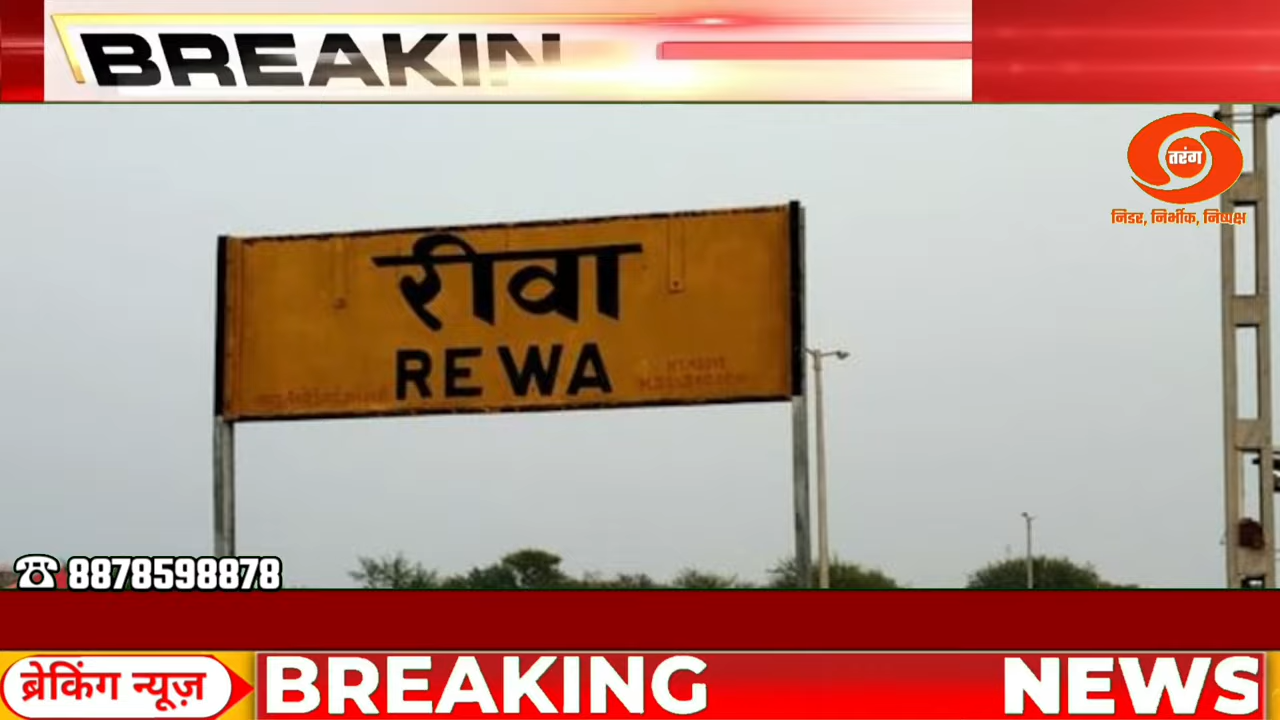 BREAKIN
तरंग
निडर, निर्भीक, निष्पक्ष
रीवा
REWA
☎ 8878598878
ब्रेकिंग न्यूज़
BREAKING NEWS